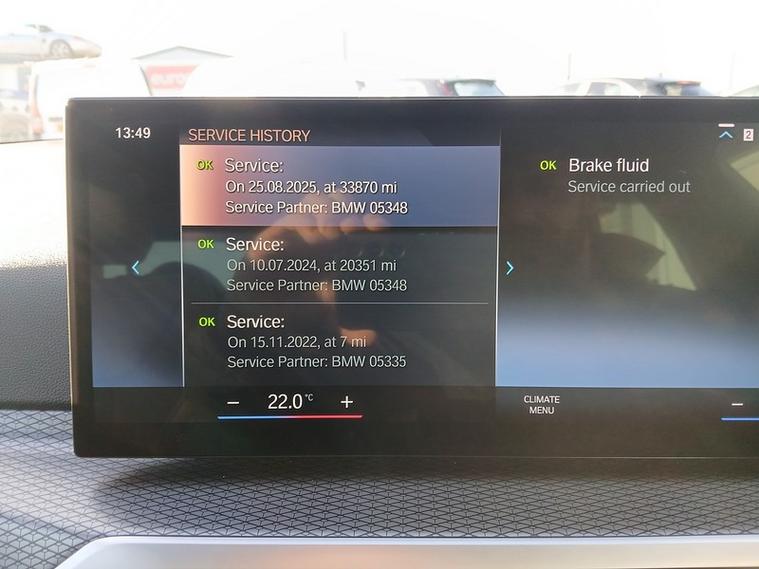 13:49
SERVICE HISTORY
2
OK Service:
On 25.08.2025, at 33870 mi
Service Partner: BMW 05348
OK Brake fluid
Service carried out
OK Service:
On 10.07.2024, at 20351 mi
Service Partner: BMW 05348
OK Service:
On 15.11.2022, at 7 mi
Service Partner: BMW 05335
− 22.0 °C +
CLIMATE
MENU
−